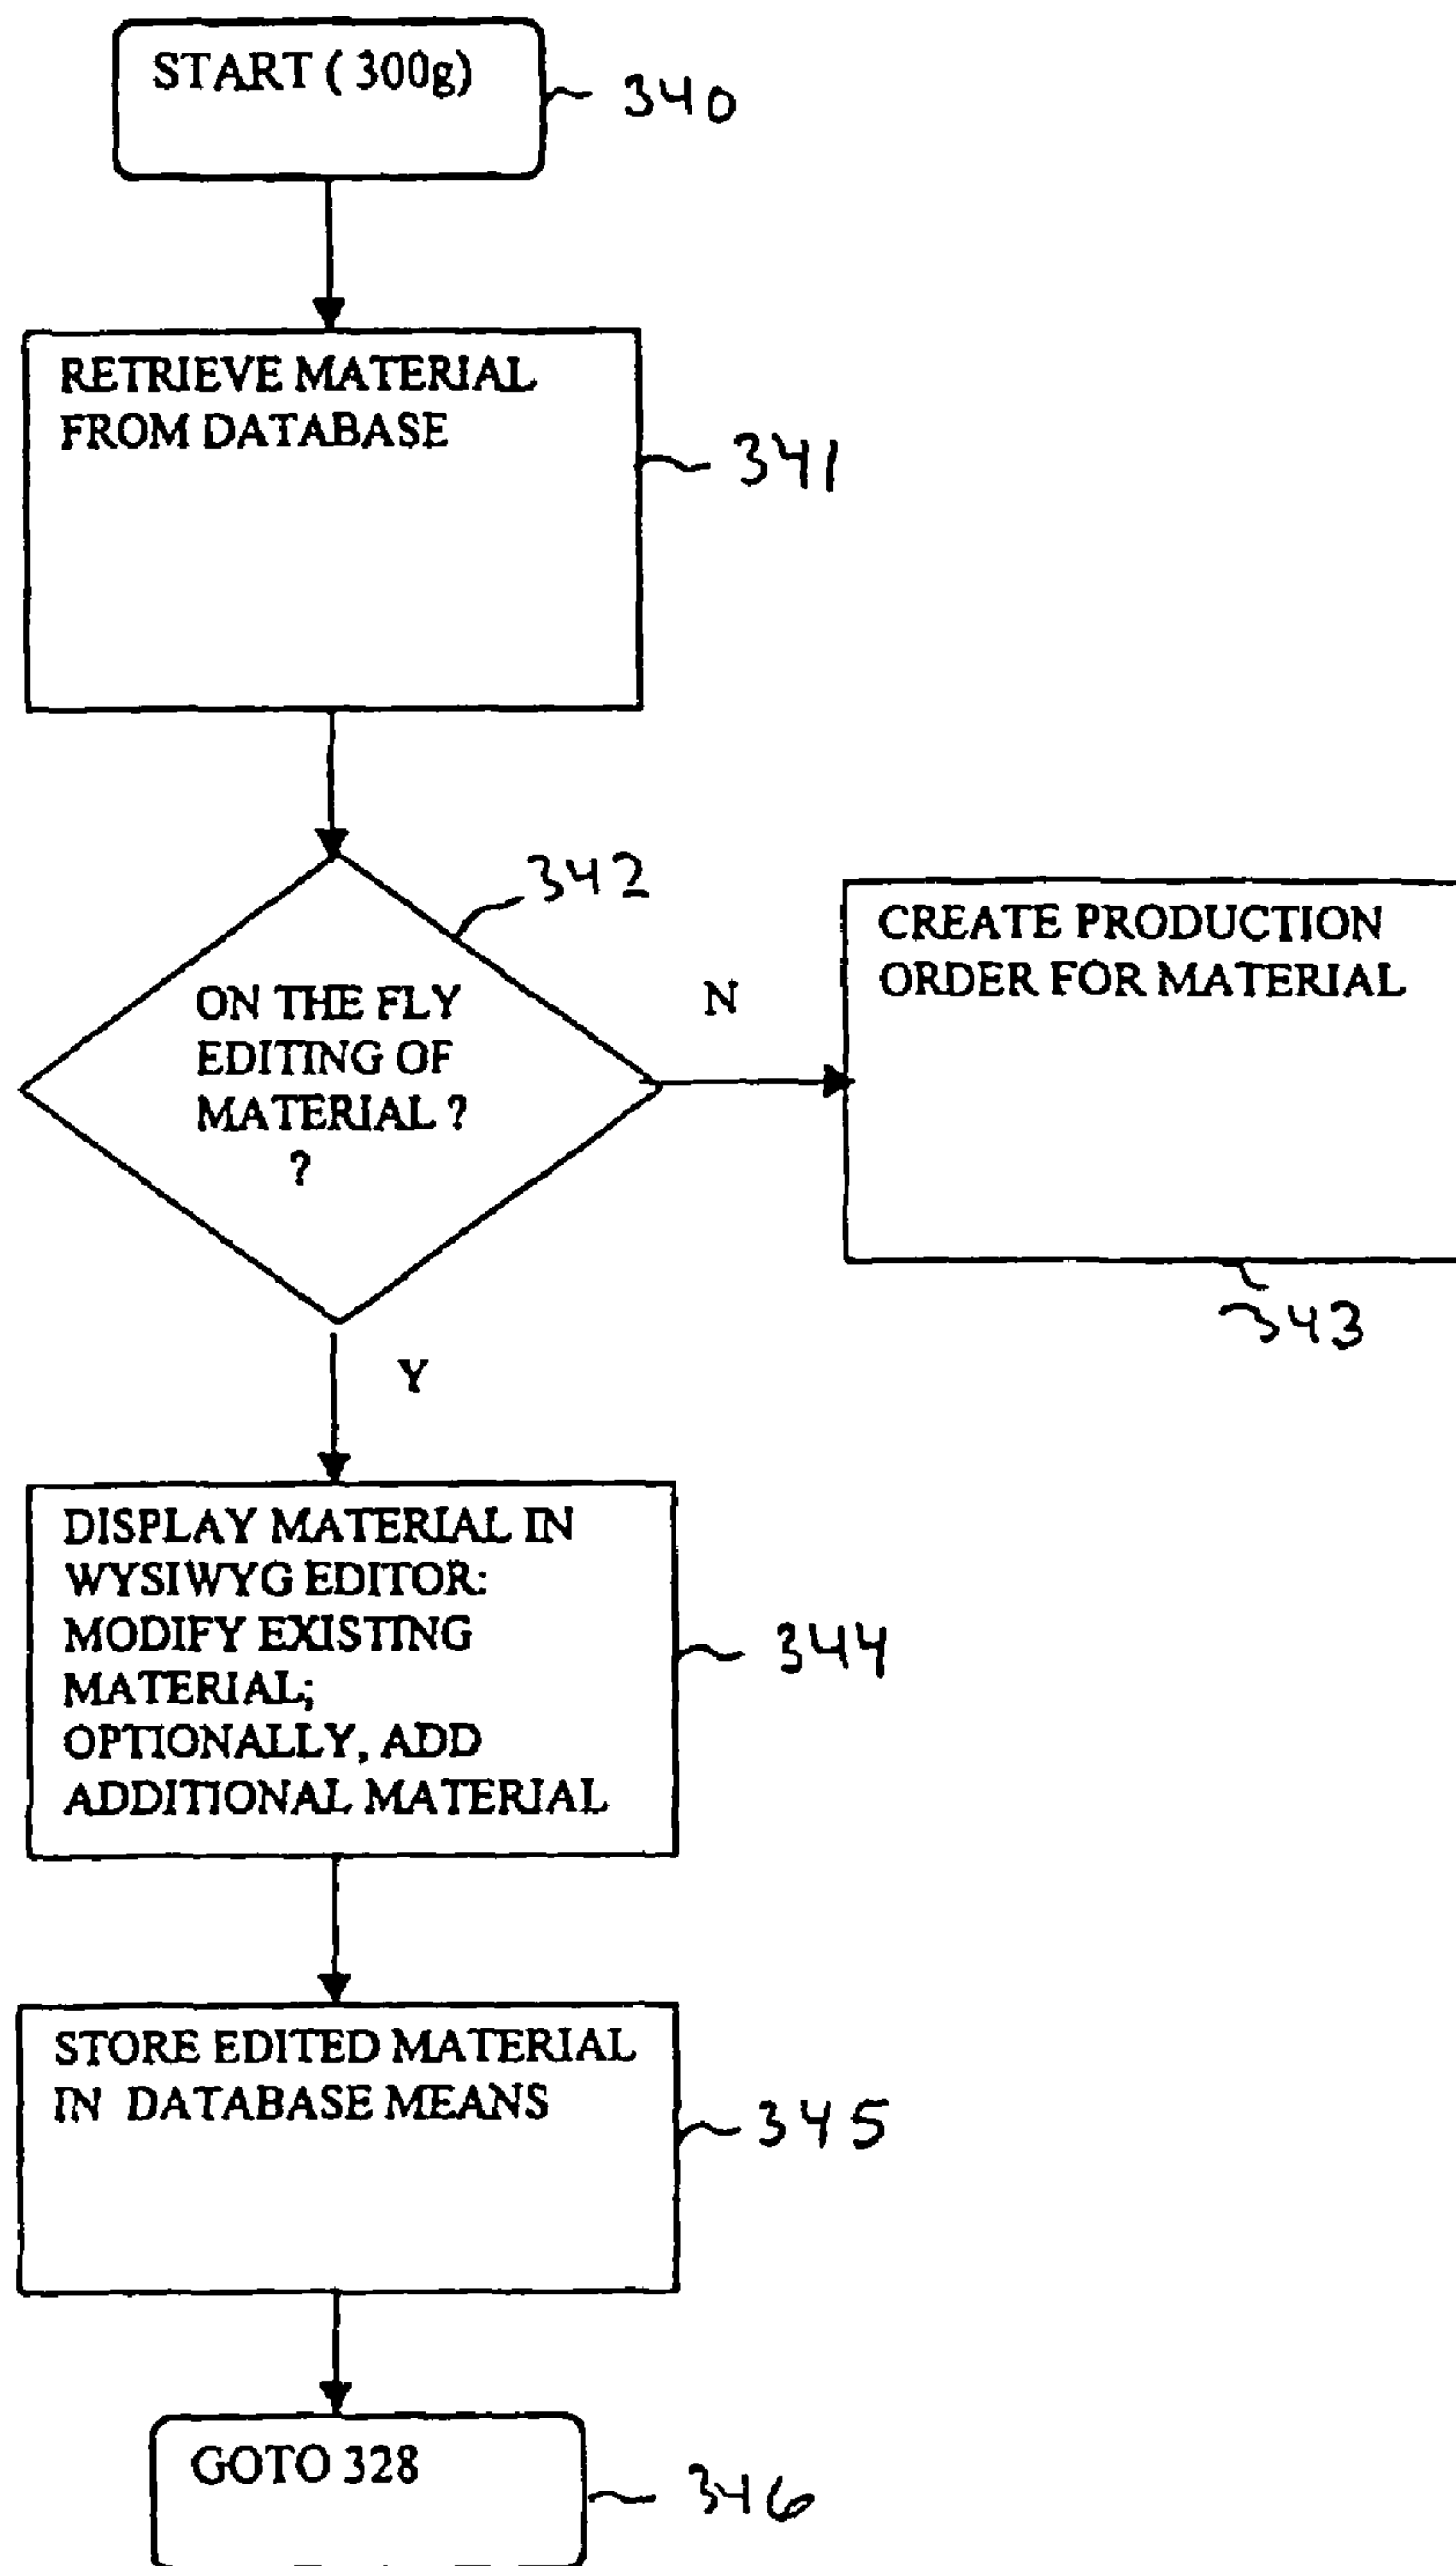 START ( 300g)
340
RETRIEVE MATERIAL
FROM DATABASE
341
342
ON THE FLY
EDITING OF
MATERIAL ?
?
N
CREATE PRODUCTION
ORDER FOR MATERIAL
343
Y
DISPLAY MATERIAL IN
WYSIWYG EDITOR:
MODIFY EXISTING
MATERIAL;
OPTIONALLY, ADD
ADDITIONAL MATERIAL
344
STORE EDITED MATERIAL
IN DATABASE MEANS
345
GOTO 328
346